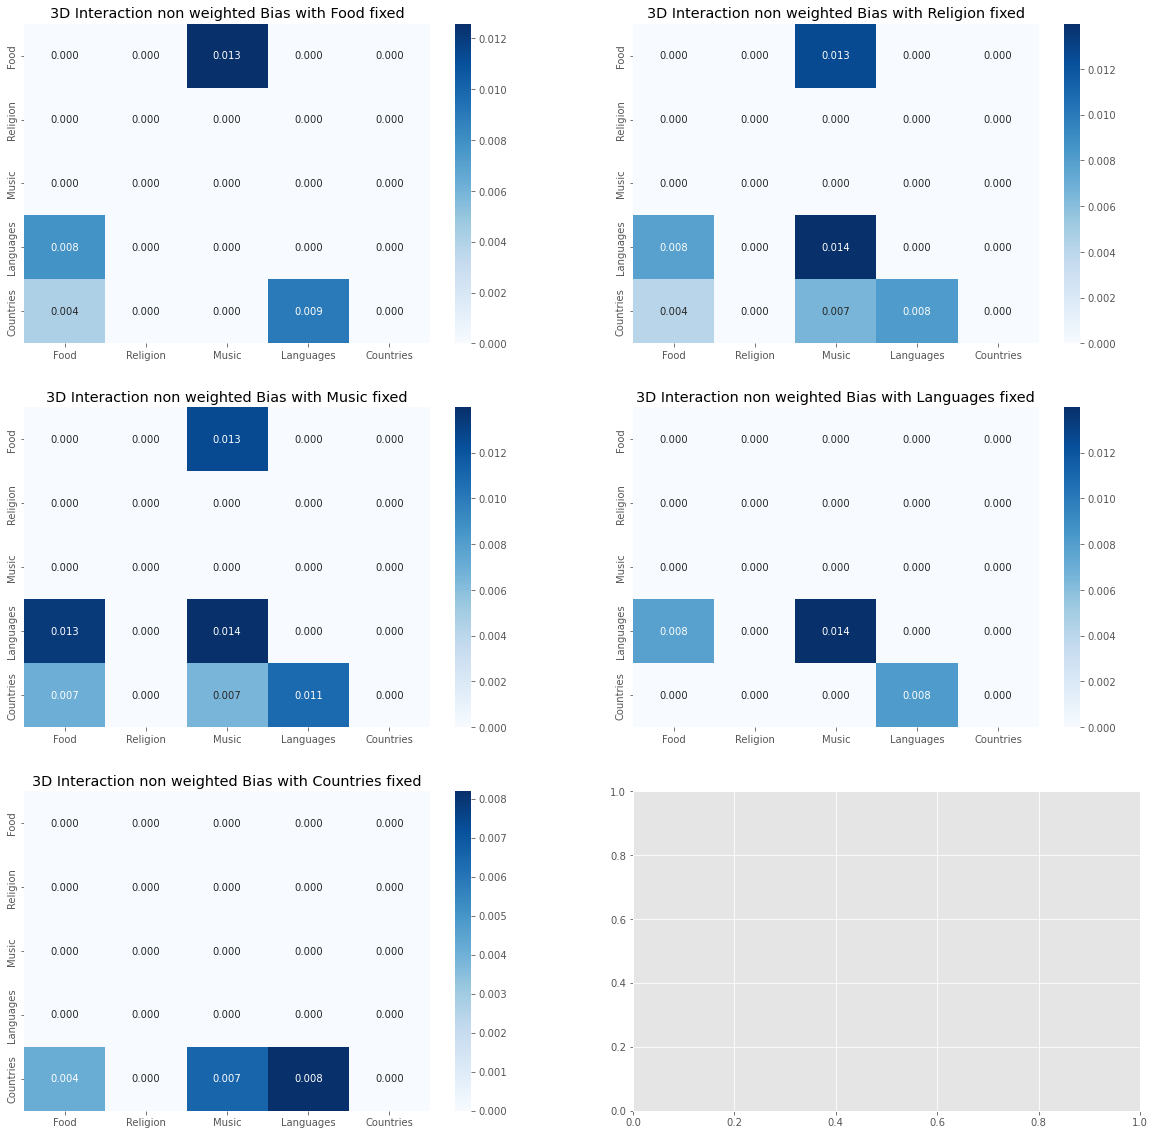 3D Interaction non weighted Bias with Food fixed
Food 0.000 0.000 0.013 0.000 0.000
Religion 0.000 0.000 0.000 0.000 0.000
Music 0.000 0.000 0.000 0.000 0.000
Languages 0.008 0.000 0.000 0.000 0.000
Countries 0.004 0.000 0.000 0.009 0.000
Food Religion Music Languages Countries
0.012
0.010
0.008
0.006
0.004
0.002
0.000
3D Interaction non weighted Bias with Religion fixed
Food 0.000 0.000 0.013 0.000 0.000
Religion 0.000 0.000 0.000 0.000 0.000
Music 0.000 0.000 0.000 0.000 0.000
Languages 0.008 0.000 0.014 0.000 0.000
Countries 0.004 0.000 0.007 0.008 0.000
Food Religion Music Languages Countries
0.012
0.010
0.008
0.006
0.004
0.002
0.000
3D Interaction non weighted Bias with Music fixed
Food 0.000 0.000 0.013 0.000 0.000
Religion 0.000 0.000 0.000 0.000 0.000
Music 0.000 0.000 0.000 0.000 0.000
Languages 0.013 0.000 0.014 0.000 0.000
Countries 0.007 0.000 0.007 0.011 0.000
Food Religion Music Languages Countries
0.012
0.010
0.008
0.006
0.004
0.002
0.000
3D Interaction non weighted Bias with Languages fixed
Food 0.000 0.000 0.000 0.000 0.000
Religion 0.000 0.000 0.000 0.000 0.000
Music 0.000 0.000 0.000 0.000 0.000
Languages 0.008 0.000 0.014 0.000 0.000
Countries 0.000 0.000 0.000 0.008 0.000
Food Religion Music Languages Countries
0.012
0.010
0.008
0.006
0.004
0.002
0.000
3D Interaction non weighted Bias with Countries fixed
Food 0.000 0.000 0.000 0.000 0.000
Religion 0.000 0.000 0.000 0.000 0.000
Music 0.000 0.000 0.000 0.000 0.000
Languages 0.000 0.000 0.000 0.000 0.000
Countries 0.004 0.000 0.007 0.008 0.000
Food Religion Music Languages Countries
0.008
0.007
0.006
0.005
0.004
0.003
0.002
0.001
0.000
1.0
0.8
0.6
0.4
0.2
0.0
0.0 0.2 0.4 0.6 0.8 1.0